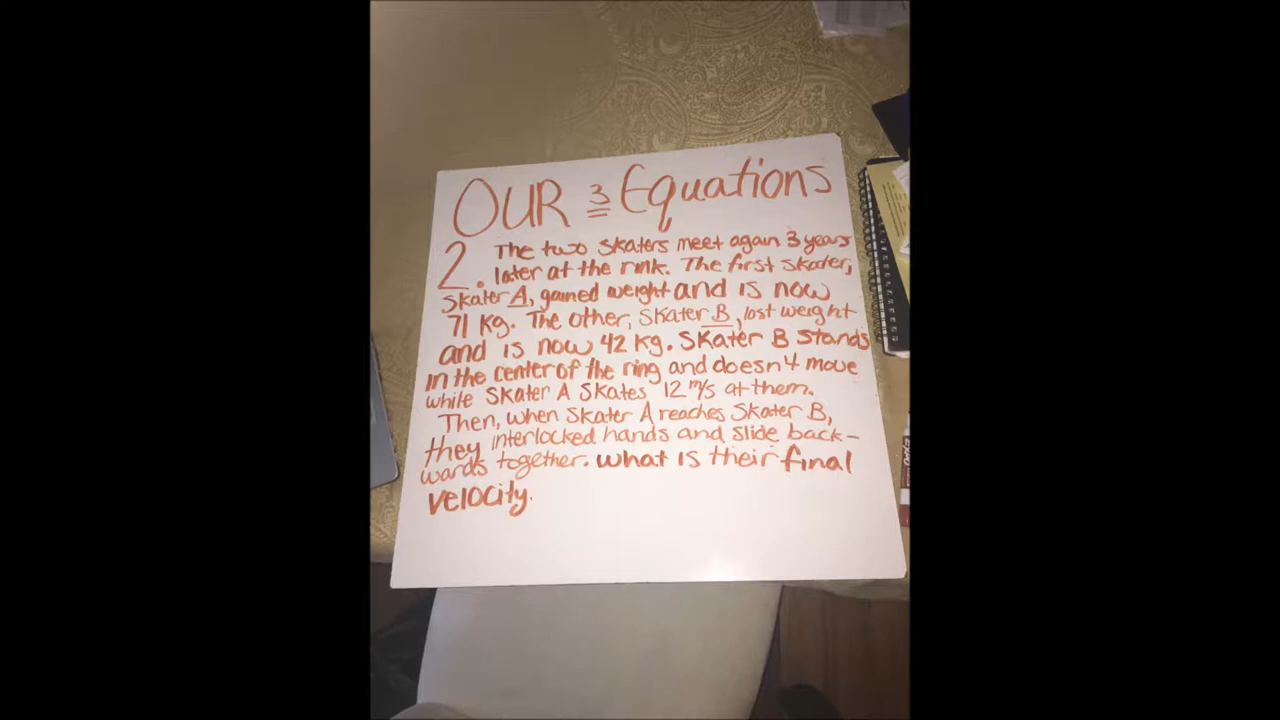 OUR 3 Equations
2. The two skaters meet again 3 years
later at the rink. The first skater,
skater A, gained weight and is now
71 kg. The other, skater B, lost weight
and is now 42 kg. Skater B stands
in the center of the ring and doesn't move
while skater A skates 12 m/s at them.
Then, when skater A reaches skater B,
they interlocked hands and slide back-
wards together. what is their final
velocity.